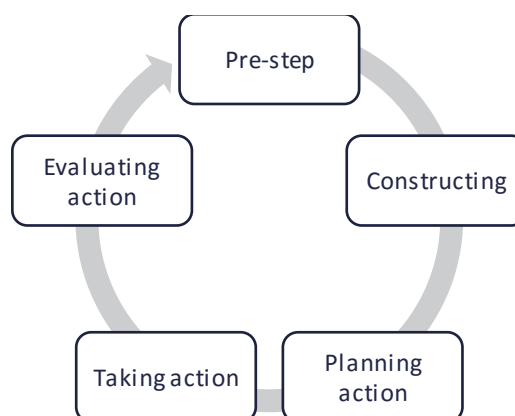 Pre-step
Constructing
Planning
action
Taking action
Evaluating
action